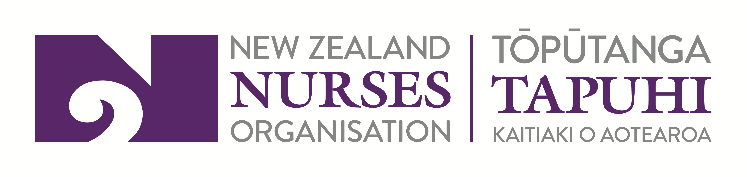 NEW ZEALAND
NURSES
ORGANISATION
TŌPŪTANGA
TAPUHI
KAITIAKI O AOTEAROA